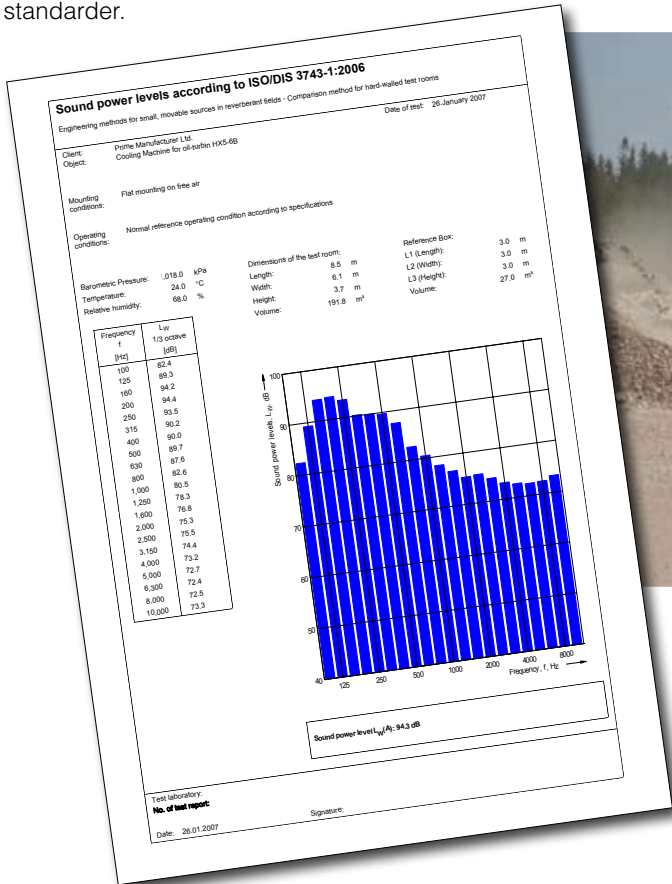 standarder.
Sound power levels according to ISO/DIS 3743-1:2006
Engineering methods for small, movable sources in reverberant fields - Comparison method for hard-walled test rooms
Client: Prime Manufacturer Ltd. Date of test: 26.January 2007
Object: Cooling Machine for oil-turbin HX5-6B
Mounting conditions: Flat mounting on free air
Operating conditions: Normal reference operating condition according to specifications
Barometric Pressure: 1,018.0 kPa
Temperature: 24.0 °C
Relative humidity: 68.0 %
Dimensions of the test room:
Length: 8.5 m
Width: 6.1 m
Height: 3.7 m
Volume: 191.8 m³
Reference Box:
L1 (Length): 3.0 m
L2 (Width): 3.0 m
L3 (Height): 3.0 m
Volume: 27.0 m³
Frequency f [Hz] LW 1/3 octave [dB]
100 82.4
125 89.3
160 94.2
200 94.4
250 93.5
315 90.2
400 90.0
500 89.7
630 87.6
800 82.6
1,000 80.5
1,250 78.3
1,600 76.8
2,000 75.3
2,500 75.5
3,150 74.4
4,000 73.2
5,000 72.7
6,300 72.4
8,000 72.5
10,000 73.3
Sound power levels, LW, dB
100
90
80
70
60
50
40
125 250 500 1000 2000 4000 8000
Frequency, f, Hz
Sound power level LW(A): 94.3 dB
Test laboratory:
No. of test report:
Date: 26.01.2007 Signature: